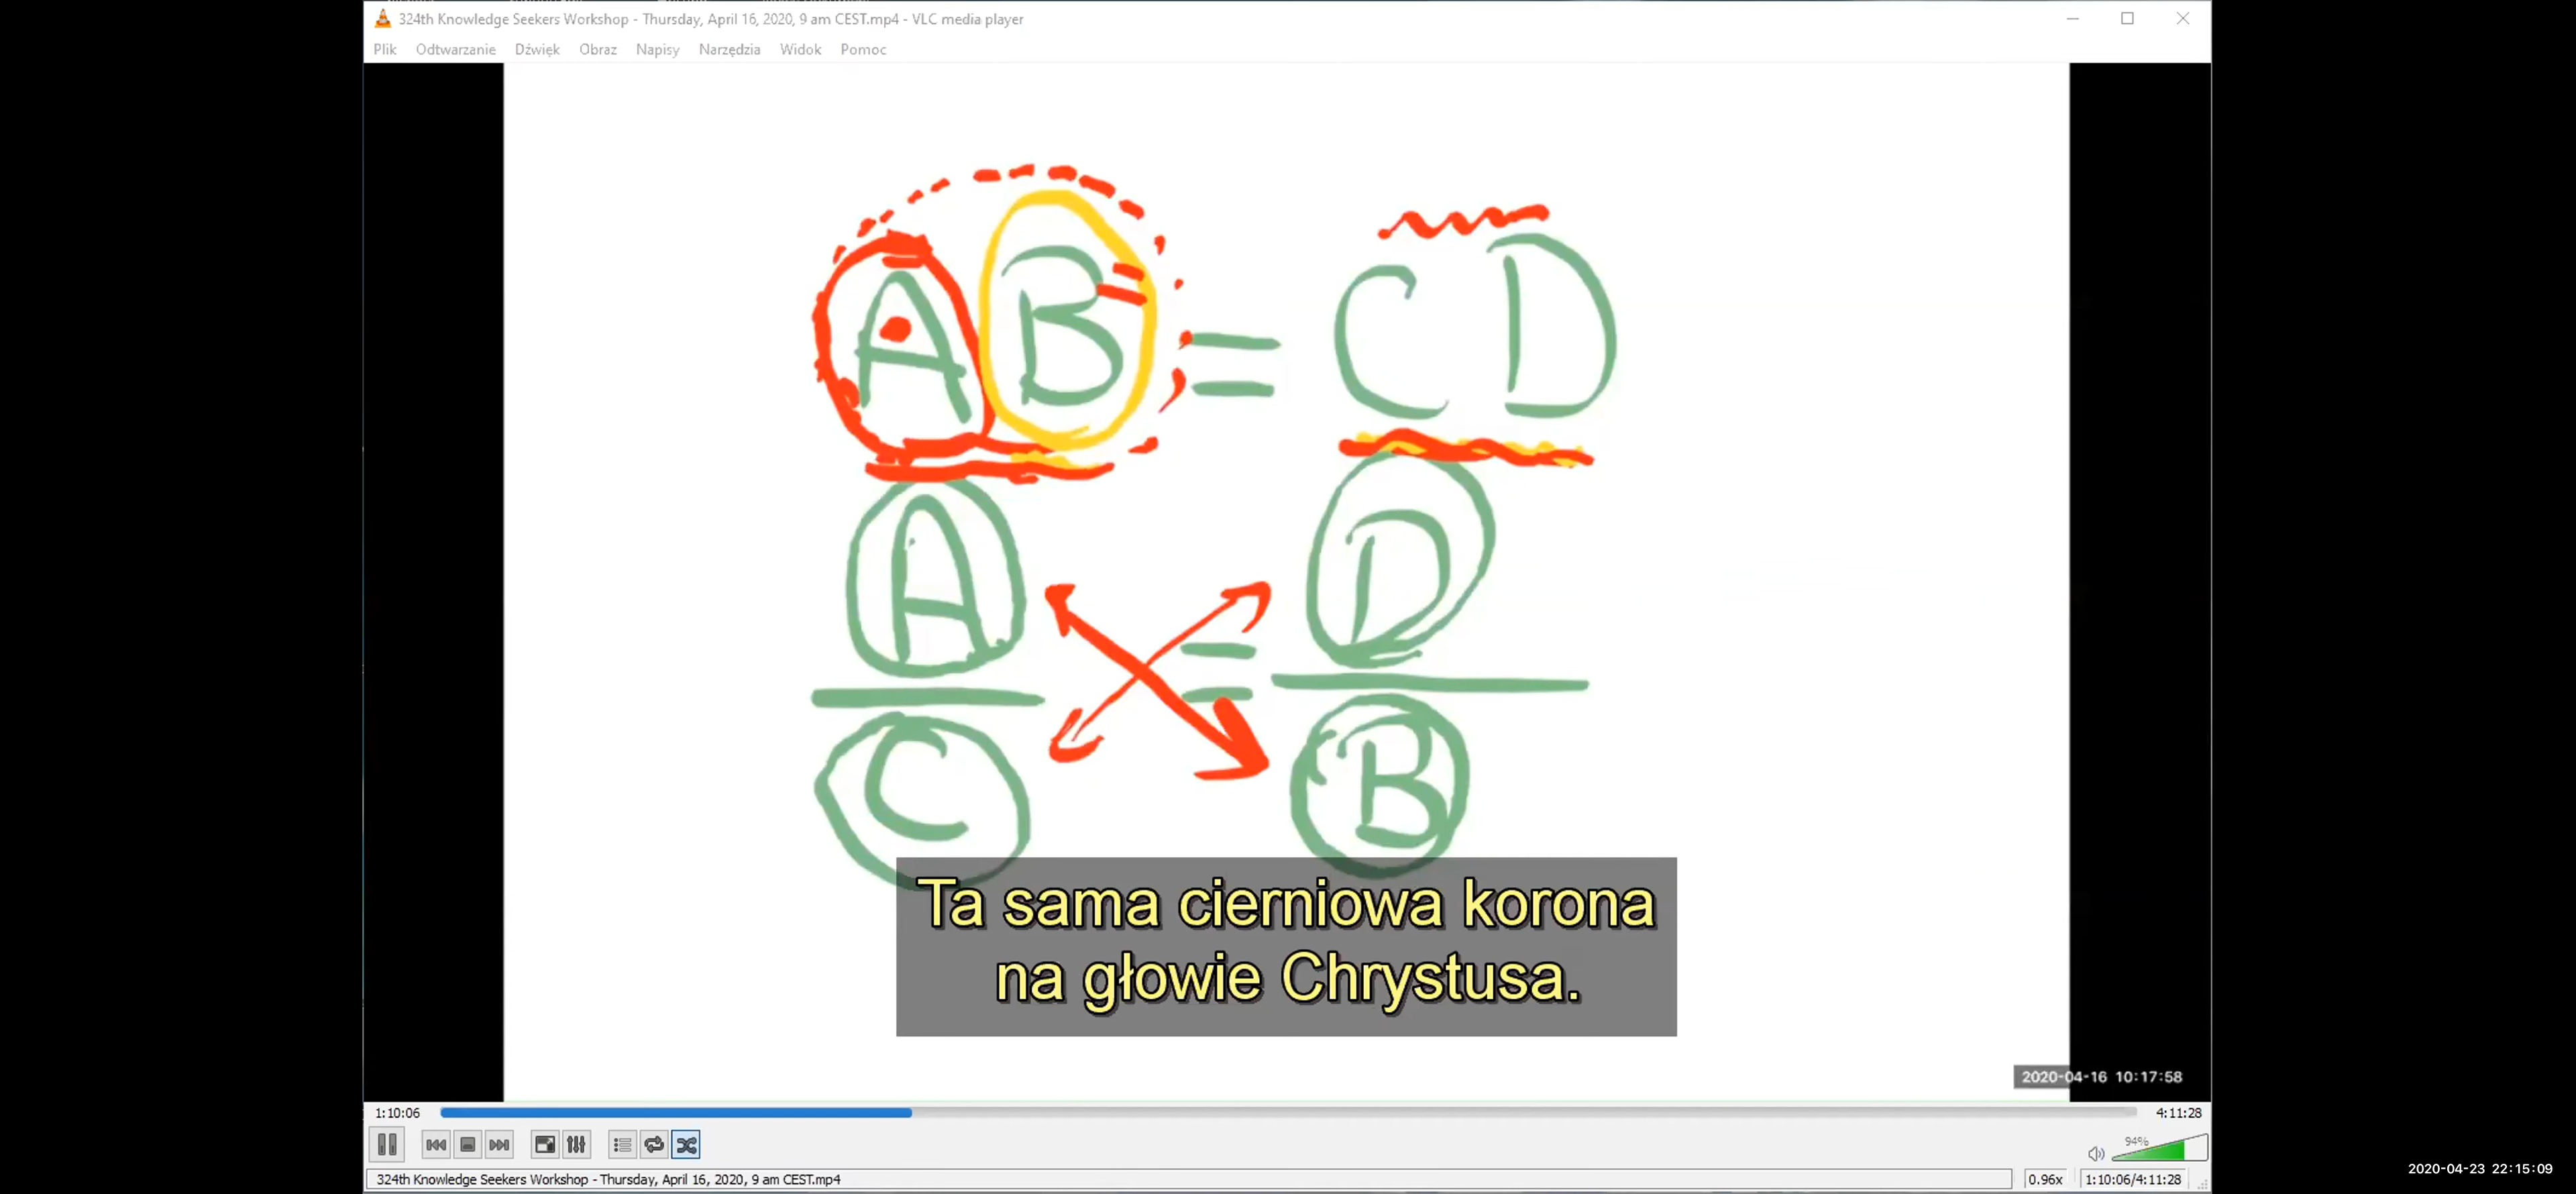 324th Knowledge Seekers Workshop - Thursday, April 16, 2020, 9 am CEST.mp4 - VLC media player
Plik Odtwarzanie Dźwięk Obraz Napisy Narzędzia Widok Pomoc
A B = C D
A = D
C B
Ta sama cierniowa korona
na głowie Chrystusa.
2020-04-16 10:17:58
1:10:06 4:11:28
94%
2020-04-23 22:15:09
324th Knowledge Seekers Workshop - Thursday, April 16, 2020, 9 am CEST.mp4 0.96x 1:10:06/4:11:28